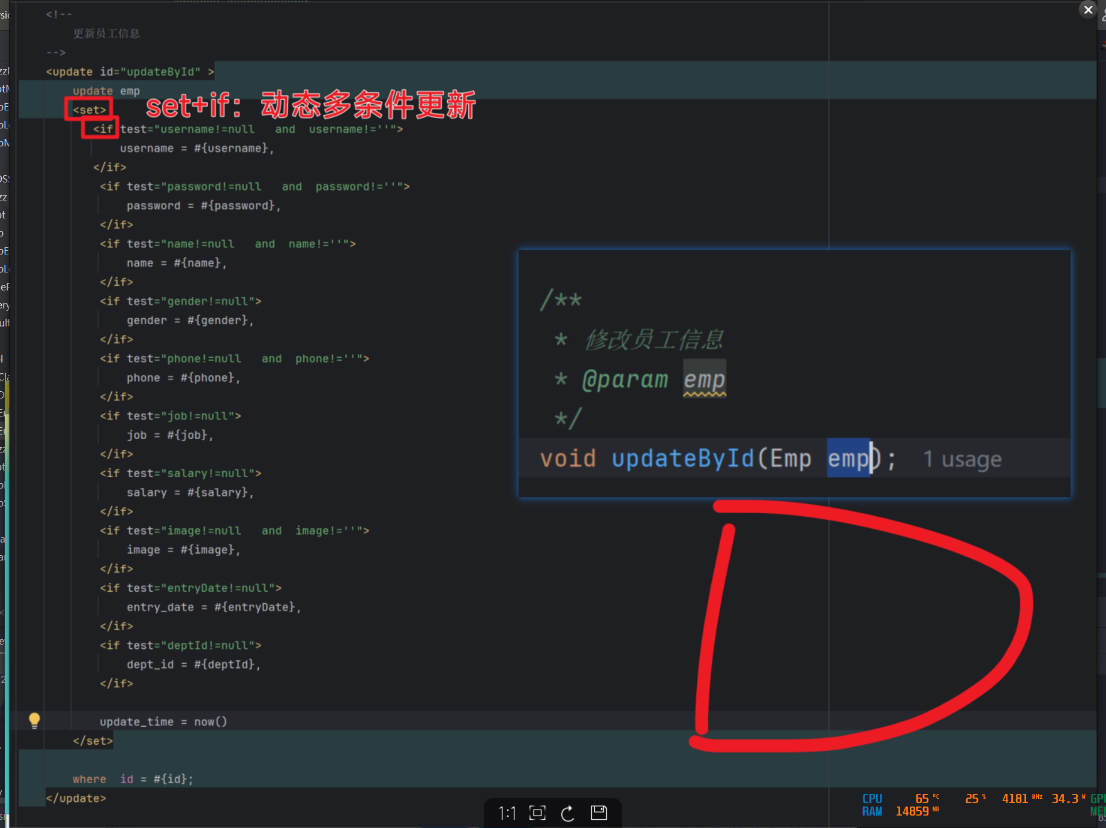 <!--
更新员工信息
-->
<update id="updateById" >
update emp
<set>
set+if：动态多条件更新
<if test="username!=null   and  username!=''">
username = #{username},
</if>
<if test="password!=null   and  password!=''">
password = #{password},
</if>
<if test="name!=null   and  name!=''">
name = #{name},
</if>
<if test="gender!=null">
gender = #{gender},
</if>
<if test="phone!=null   and  phone!=''">
phone = #{phone},
</if>
<if test="job!=null">
job = #{job},
</if>
<if test="salary!=null">
salary = #{salary},
</if>
<if test="image!=null   and  image!=''">
image = #{image},
</if>
<if test="entryDate!=null">
entry_date = #{entryDate},
</if>
<if test="deptId!=null">
dept_id = #{deptId},
</if>
update_time = now()
</set>
where  id = #{id};
</update>
/**
* 修改员工信息
* @param emp
*/
void updateById(Emp emp);  1 usage
D
1:1
CPU 65 °C 25 % 4181 MHz 34.3 W
RAM 14859 MB